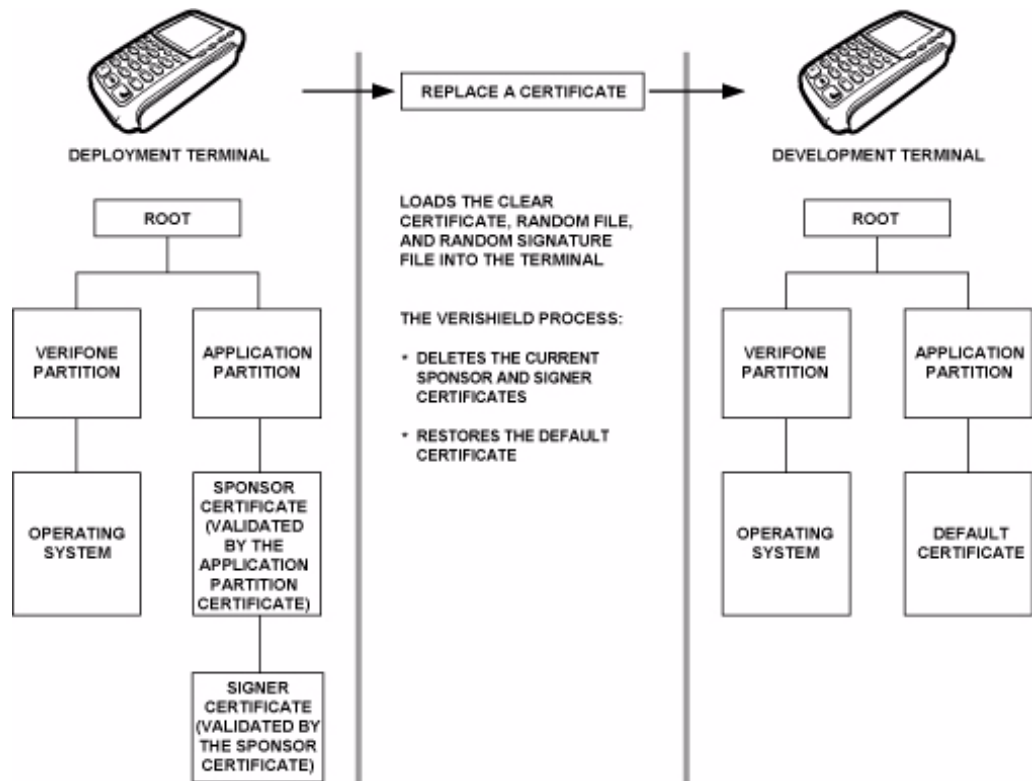 REPLACE A CERTIFICATE
DEPLOYMENT TERMINAL
DEVELOPMENT TERMINAL
ROOT
VERIFONE
PARTITION
APPLICATION
PARTITION
OPERATING
SYSTEM
SPONSOR
CERTIFICATE
(VALIDATED
BY THE
APPLICATION
PARTITION
CERTIFICATE)
SIGNER
CERTIFICATE
(VALIDATED BY
THE SPONSOR
CERTIFICATE)
LOADS THE CLEAR
CERTIFICATE, RANDOM FILE,
AND RANDOM SIGNATURE
FILE INTO THE TERMINAL
THE VERISHIELD PROCESS:
* DELETES THE CURRENT
SPONSOR AND SIGNER
CERTIFICATES
* RESTORES THE DEFAULT
CERTIFICATE
ROOT
VERIFONE
PARTITION
APPLICATION
PARTITION
OPERATING
SYSTEM
DEFAULT
CERTIFICATE